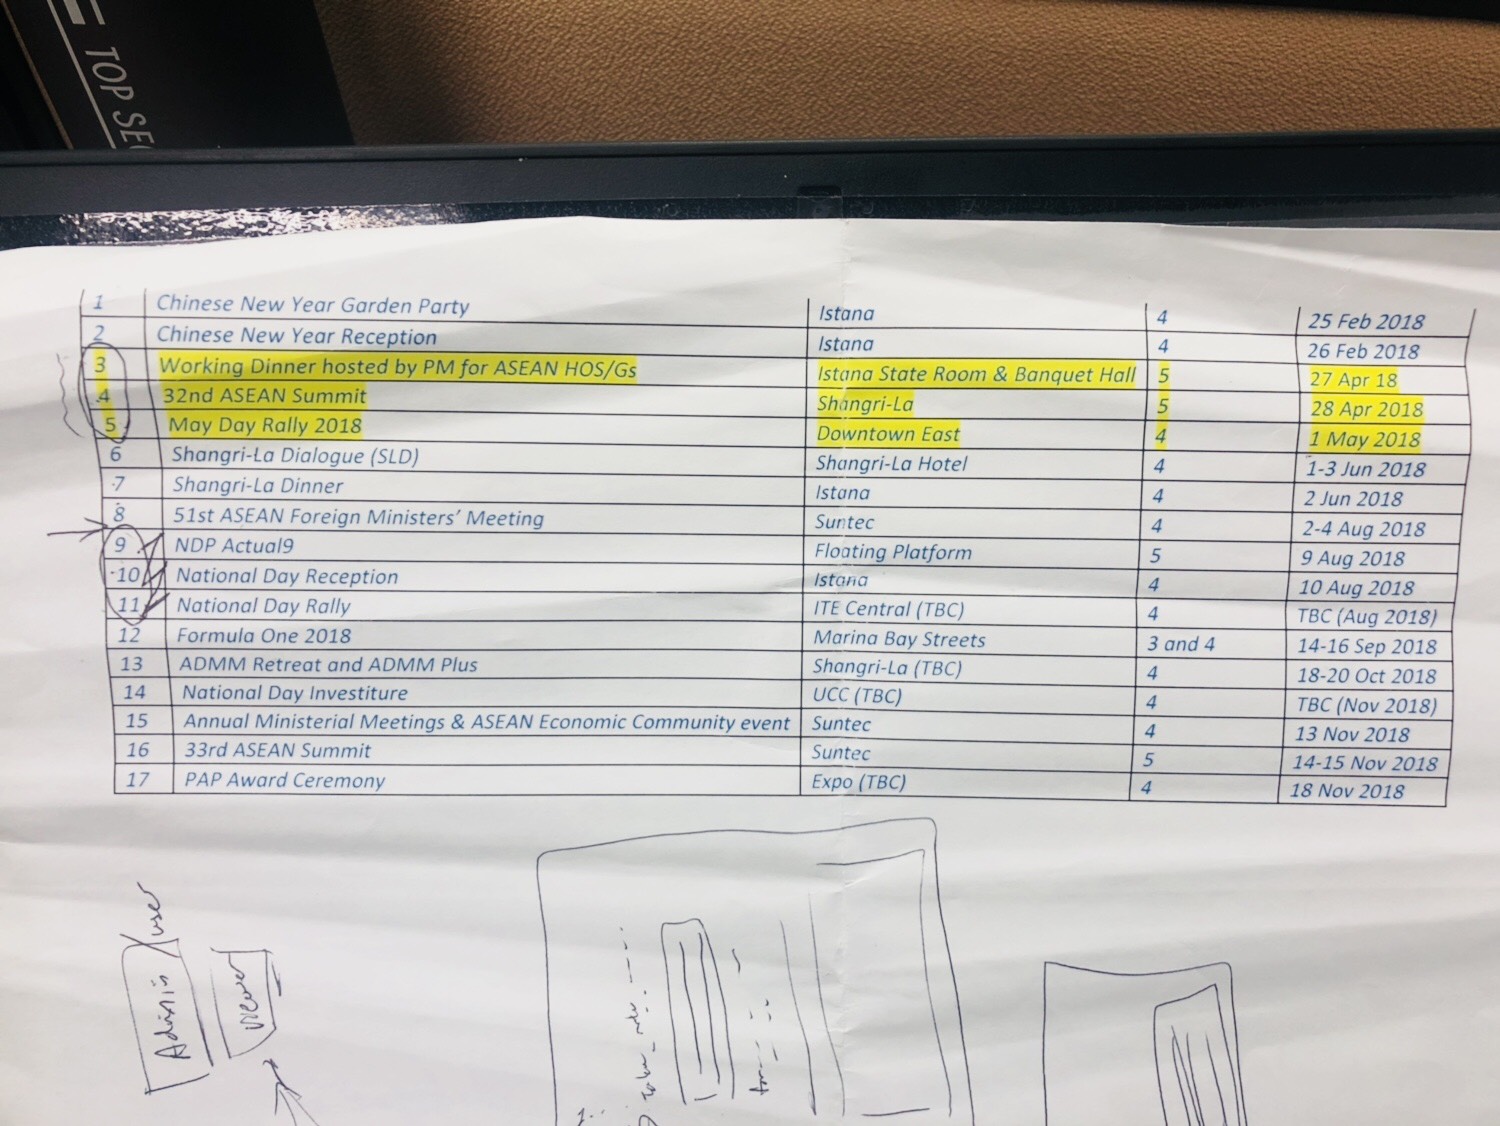 TOP SEC
1 Chinese New Year Garden Party Istana 4 25 Feb 2018
2 Chinese New Year Reception Istana 4 26 Feb 2018
3 Working Dinner hosted by PM for ASEAN HOS/Gs Istana State Room & Banquet Hall 5 27 Apr 18
4 32nd ASEAN Summit Shangri-La 5 28 Apr 2018
5 May Day Rally 2018 Downtown East 4 1 May 2018
6 Shangri-La Dialogue (SLD) Shangri-La Hotel 4 1-3 Jun 2018
7 Shangri-La Dinner Istana 4 2 Jun 2018
8 51st ASEAN Foreign Ministers' Meeting Suntec 4 2-4 Aug 2018
9 NDP Actual9 Floating Platform 5 9 Aug 2018
10 National Day Reception Istana 4 10 Aug 2018
11 National Day Rally ITE Central (TBC) 4 TBC (Aug 2018)
12 Formula One 2018 Marina Bay Streets 3 and 4 14-16 Sep 2018
13 ADMM Retreat and ADMM Plus Shangri-La (TBC) 4 18-20 Oct 2018
14 National Day Investiture UCC (TBC) 4 TBC (Nov 2018)
15 Annual Ministerial Meetings & ASEAN Economic Community event Suntec 4 13 Nov 2018
16 33rd ASEAN Summit Suntec 5 14-15 Nov 2018
17 PAP Award Ceremony Expo (TBC) 4 18 Nov 2018
Admin
user
viewer